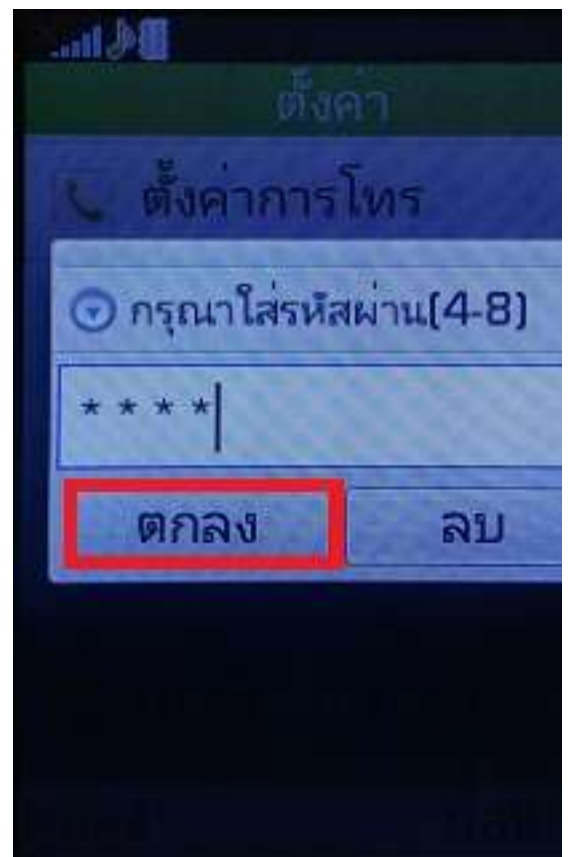 ตั้งค่า
ตั้งค่าการโทร
กรุณาใส่รหัสผ่าน(4-8)
****
ตกลง ลบ